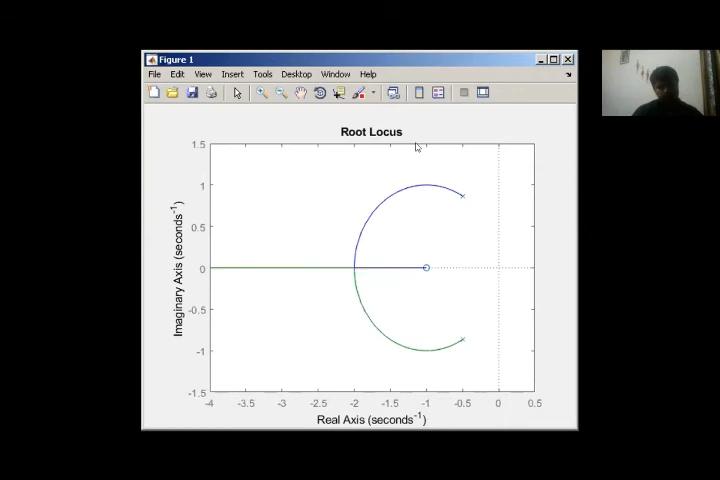 Figure 1
File Edit View Insert Tools Desktop Window Help
Root Locus
1.5
1
0.5
0
-0.5
-1
-1.5
Imaginary Axis (seconds⁻¹)
-4 -3.5 -3 -2.5 -2 -1.5 -1 -0.5 0 0.5
Real Axis (seconds⁻¹)